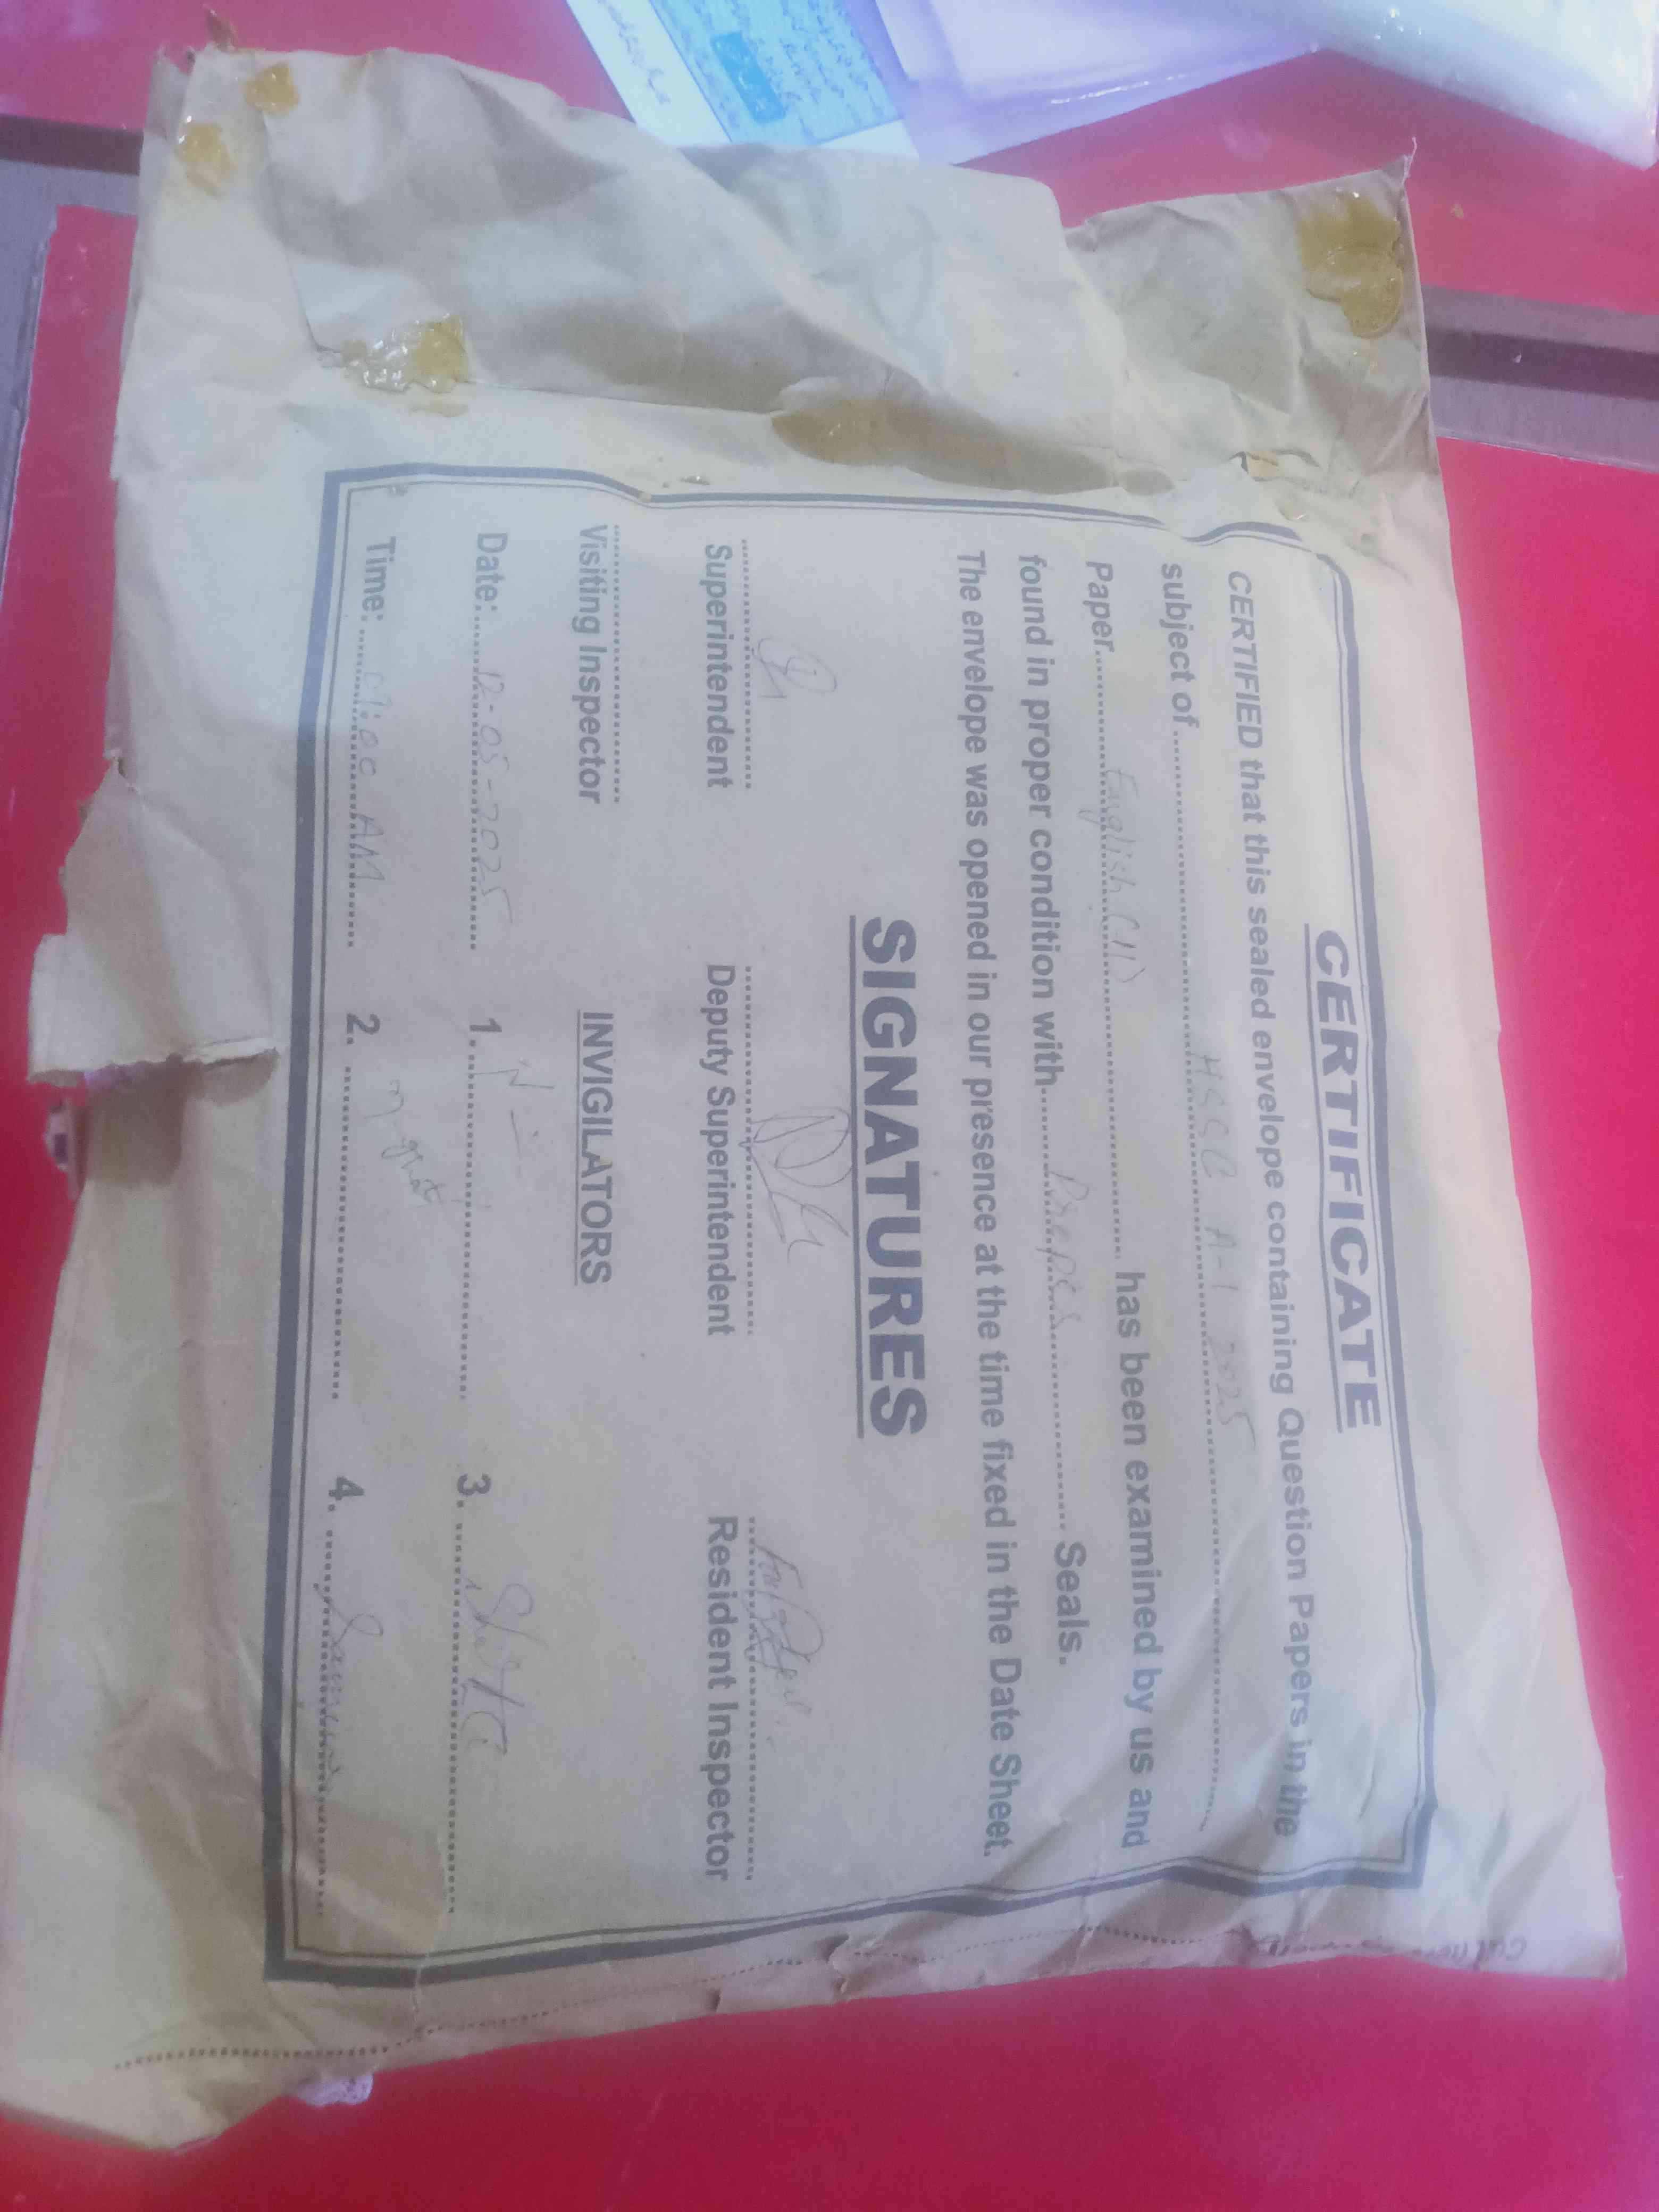 CERTIFICATE
CERTIFIED that this sealed envelope containing Question Papers in the
subject of HSSC A-I 2025
Paper English (11) has been examined by us and
found in proper condition with Proper Seals.
The envelope was opened in our presence at the time fixed in the Date Sheet.
SIGNATURES
Superintendent Deputy Superintendent Resident Inspector
Visiting Inspector INVIGILATORS
Date: 12-05-2025 1. 3.
Time: AM 2. 4.